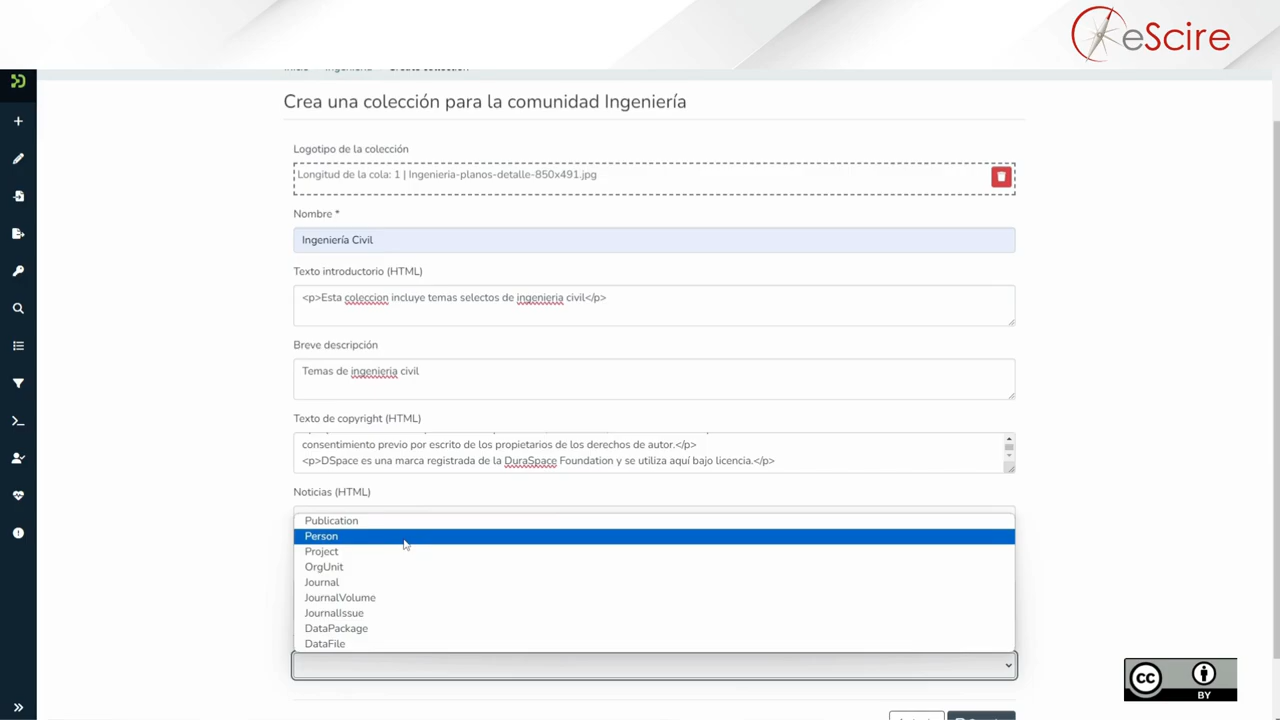 eScire
Crea una colección para la comunidad Ingeniería
Logotipo de la colección
Longitud de la cola: 1 | Ingenieria-planos-detalle-850x491.jpg
Nombre *
Ingeniería Civil
Texto introductorio (HTML)
<p>Esta coleccion incluye temas selectos de ingenieria civil</p>
Breve descripción
Temas de ingenieria civil
Texto de copyright (HTML)
consentimiento previo por escrito de los propietarios de los derechos de autor.</p>
<p>DSpace es una marca registrada de la DuraSpace Foundation y se utiliza aquí bajo licencia.</p>
Noticias (HTML)
Publication
Person
Project
OrgUnit
Journal
JournalVolume
JournalIssue
DataPackage
DataFile
cc
BY